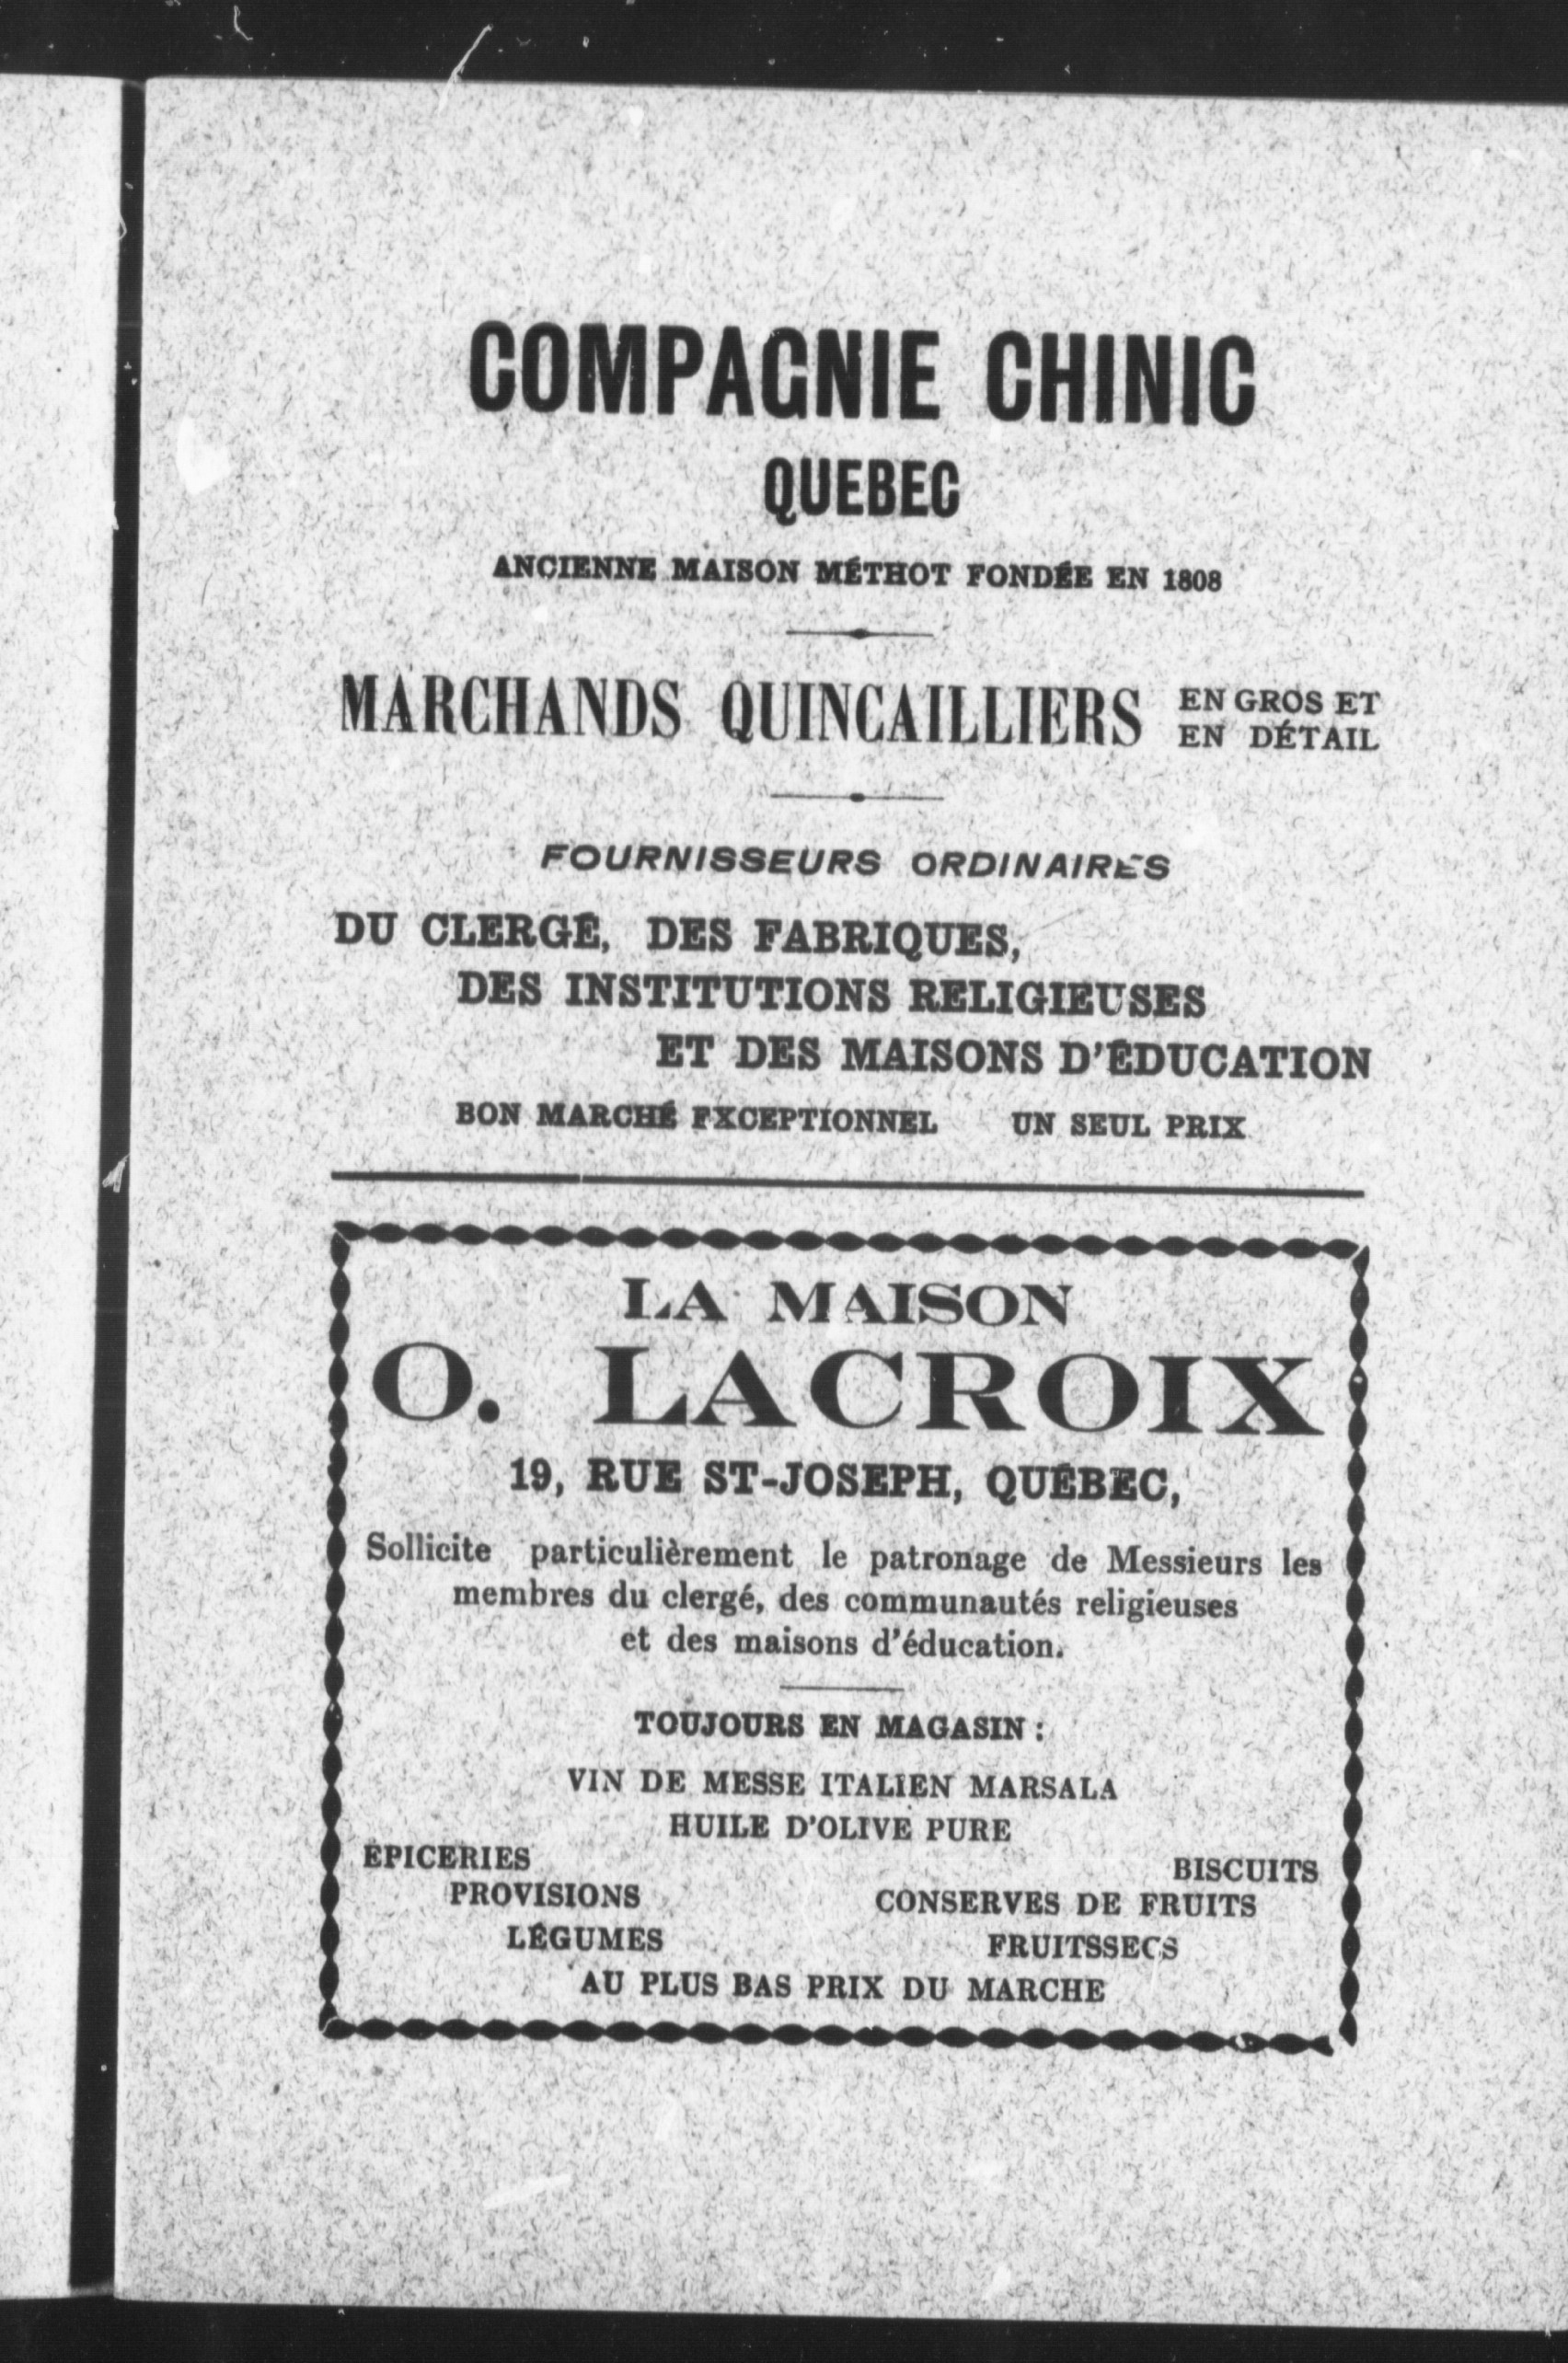 COMPAGNIE CHINIC
QUEBEC
ANCIENNE MAISON MÉTHOT FONDÉE EN 1808
MARCHANDS QUINCAILLIERS EN GROS ET
EN DÉTAIL
FOURNISSEURS ORDINAIRES
DU CLERGÉ, DES FABRIQUES,
DES INSTITUTIONS RELIGIEUSES
ET DES MAISONS D'ÉDUCATION
BON MARCHÉ FXCEPTIONNEL UN SEUL PRIX
LA MAISON
O. LACROIX
19, RUE ST-JOSEPH, QUÉBEC,
Sollicite particulièrement le patronage de Messieurs les
membres du clergé, des communautés religieuses
et des maisons d'éducation.
TOUJOURS EN MAGASIN :
VIN DE MESSE ITALIEN MARSALA
HUILE D'OLIVE PURE
EPICERIES BISCUITS
PROVISIONS CONSERVES DE FRUITS
LÉGUMES FRUITSSECS
AU PLUS BAS PRIX DU MARCHE